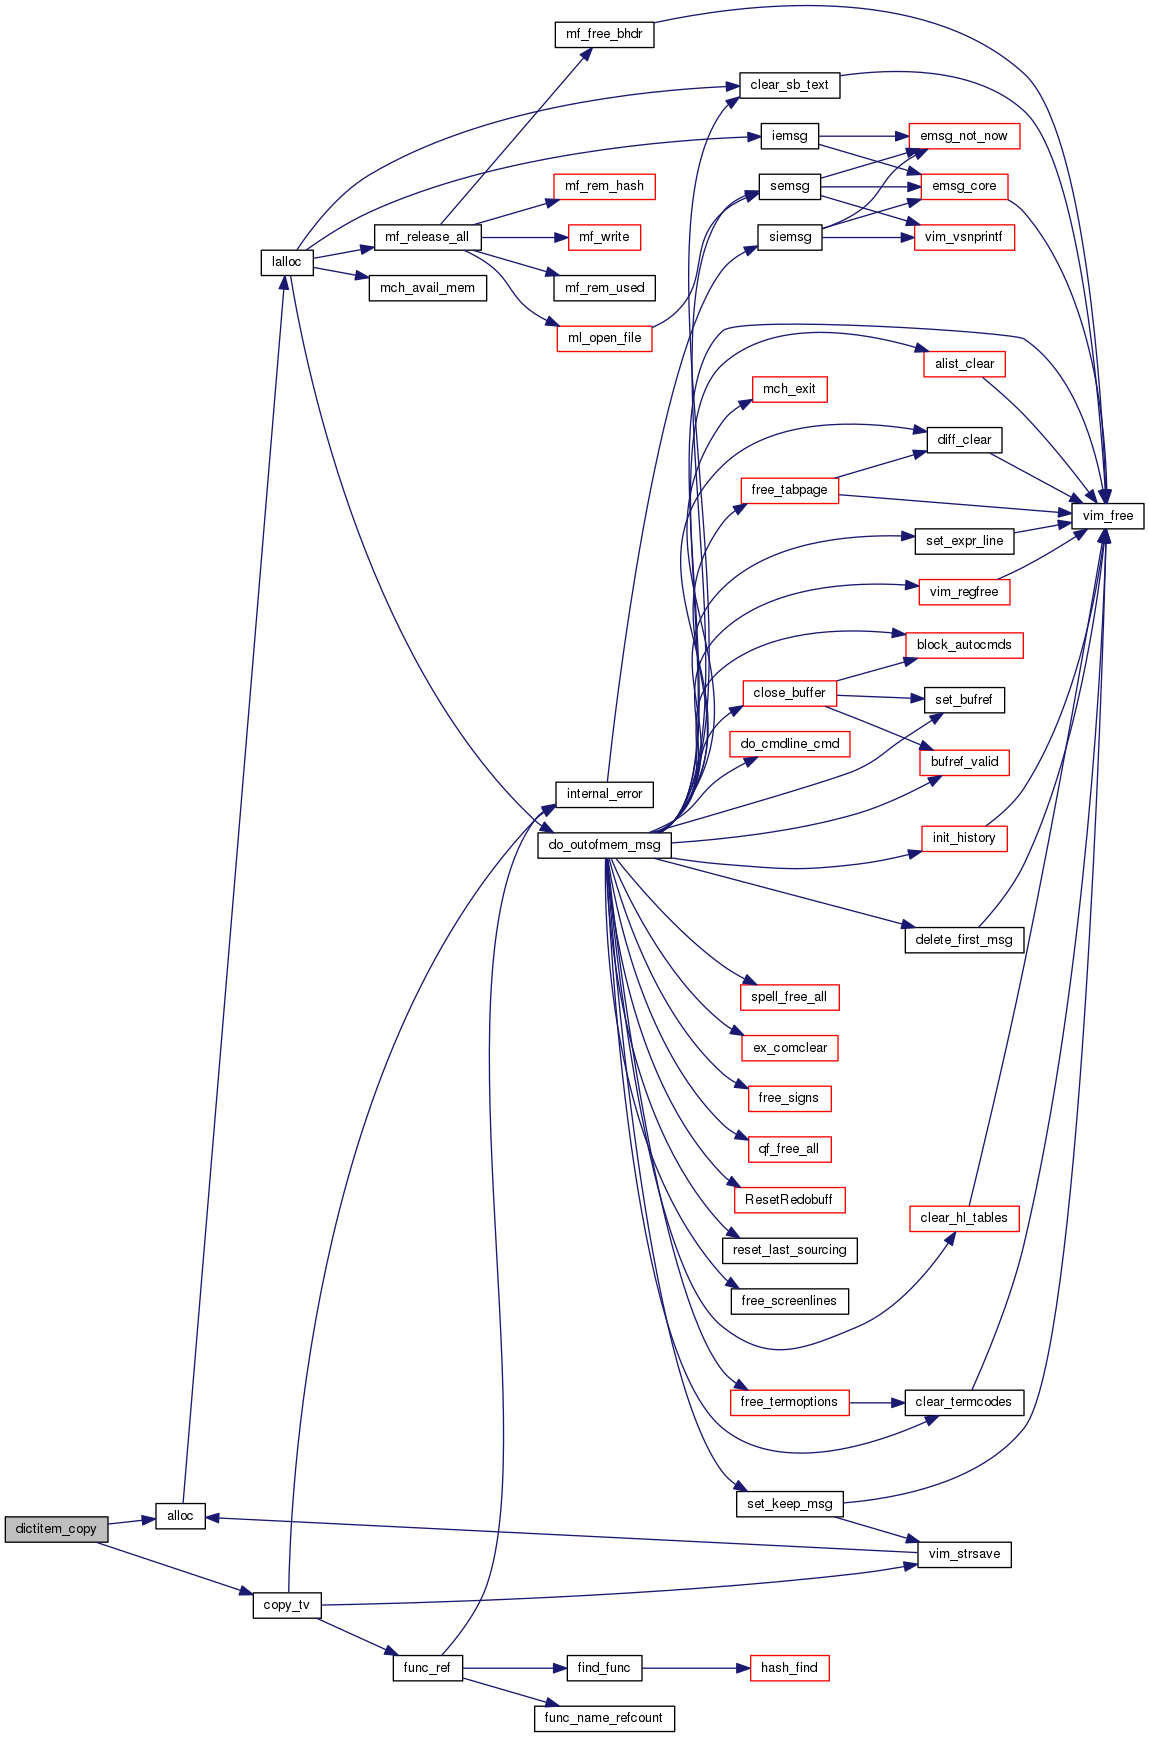 mf_free_bhdr
clear_sb_text
iemsg
emsg_not_now
mf_rem_hash
semsg
emsg_core
mf_release_all
mf_write
siemsg
vim_vsnprintf
lalloc
mch_avail_mem
mf_rem_used
ml_open_file
alist_clear
mch_exit
diff_clear
free_tabpage
vim_free
set_expr_line
vim_regfree
block_autocmds
close_buffer
set_bufref
do_cmdline_cmd
bufref_valid
internal_error
do_outofmem_msg
init_history
delete_first_msg
spell_free_all
ex_comclear
free_signs
qf_free_all
ResetRedobuff
clear_hl_tables
reset_last_sourcing
free_screenlines
free_termoptions
clear_termcodes
set_keep_msg
alloc
dictitem_copy
vim_strsave
copy_tv
func_ref
find_func
hash_find
func_name_refcount